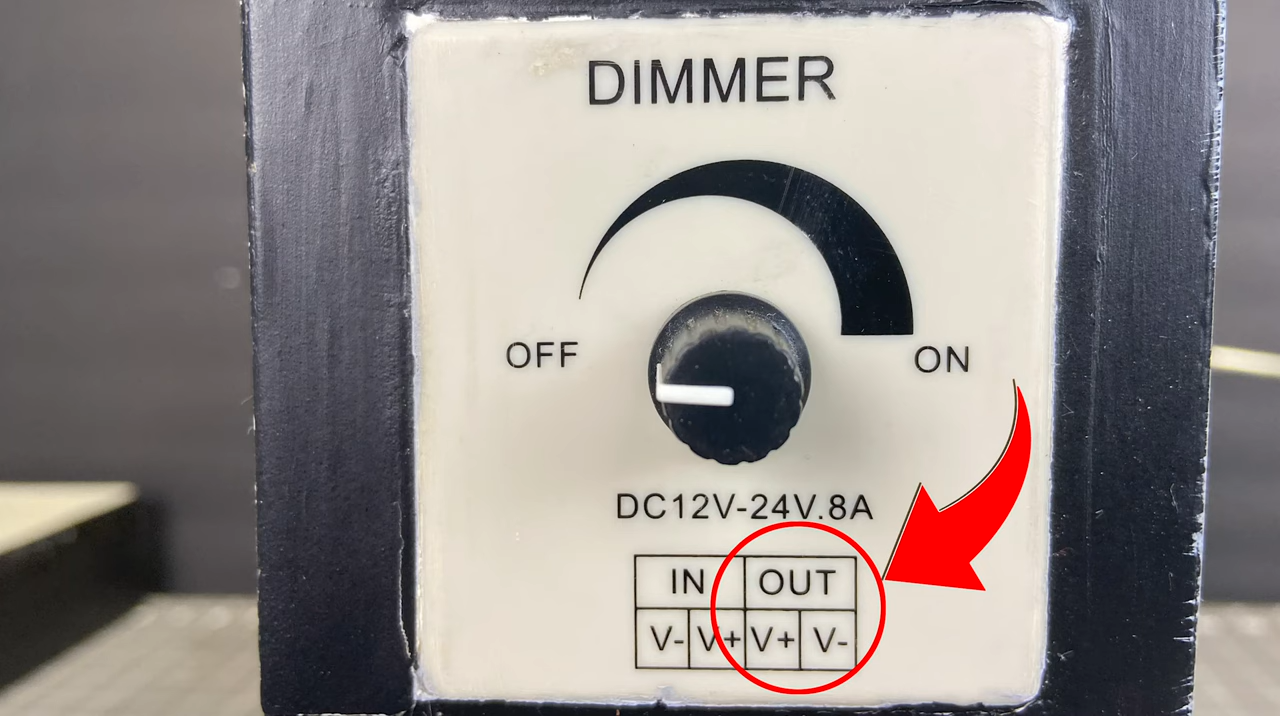 DIMMER
OFF ON
DC12V-24V.8A
IN OUT
V- V+ V+ V-